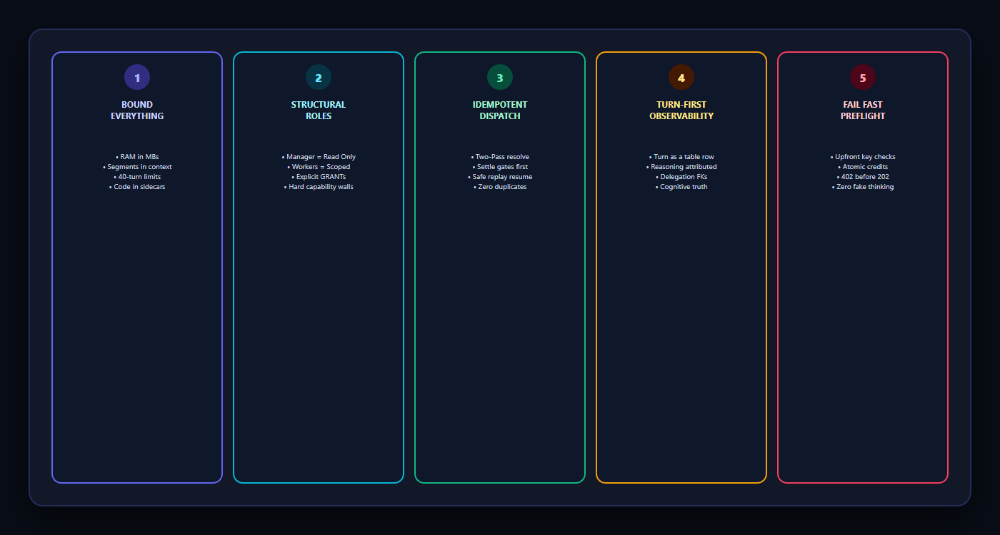 1
BOUND
EVERYTHING
• RAM in MBs
• Segments in context
• 40-turn limits
• Code in sidecars
2
STRUCTURAL
ROLES
• Manager = Read Only
• Workers = Scoped
• Explicit GRANTs
• Hard capability walls
3
IDEMPOTENT
DISPATCH
• Two-Pass resolve
• Settle gates first
• Safe replay resume
• Zero duplicates
4
TURN-FIRST
OBSERVABILITY
• Turn as a table row
• Reasoning attributed
• Delegation FKs
• Cognitive truth
5
FAIL FAST
PREFLIGHT
• Upfront key checks
• Atomic credits
• 402 before 202
• Zero fake thinking